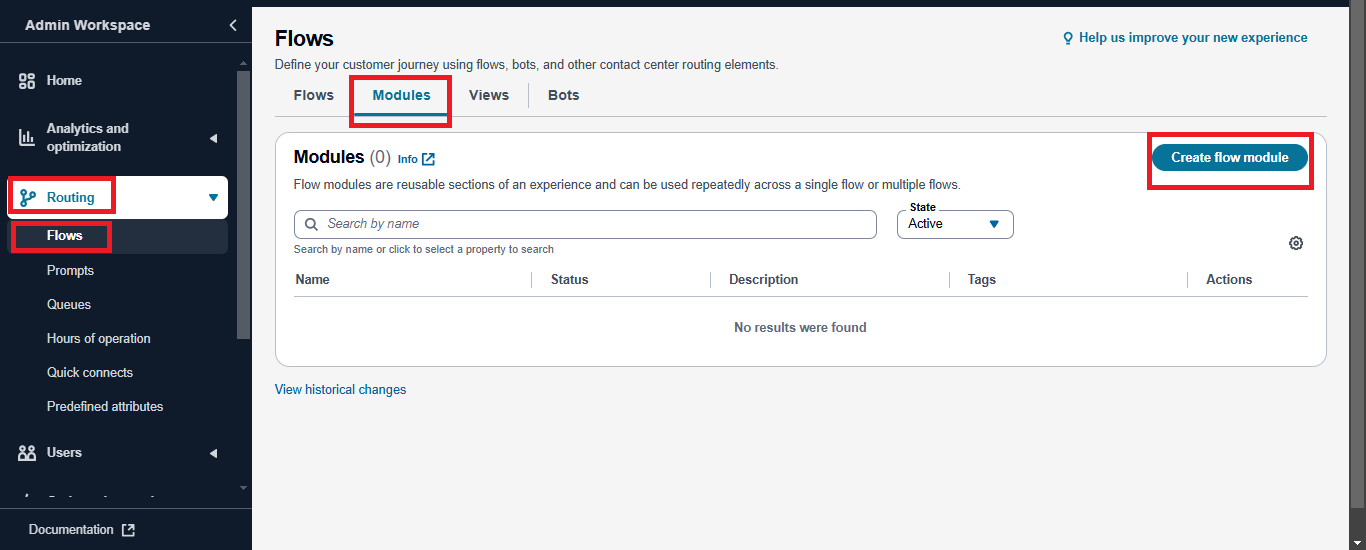 Admin Workspace
Home
Analytics and
optimization
Routing
Flows
Prompts
Queues
Hours of operation
Quick connects
Predefined attributes
Users
Documentation
Flows
Help us improve your new experience
Define your customer journey using flows, bots, and other contact center routing elements.
Flows Modules Views Bots
Modules (0) Info
Create flow module
Flow modules are reusable sections of an experience and can be used repeatedly across a single flow or multiple flows.
Search by name
State
Active
Search by name or click to select a property to search
Name Status Description Tags Actions
No results were found
View historical changes